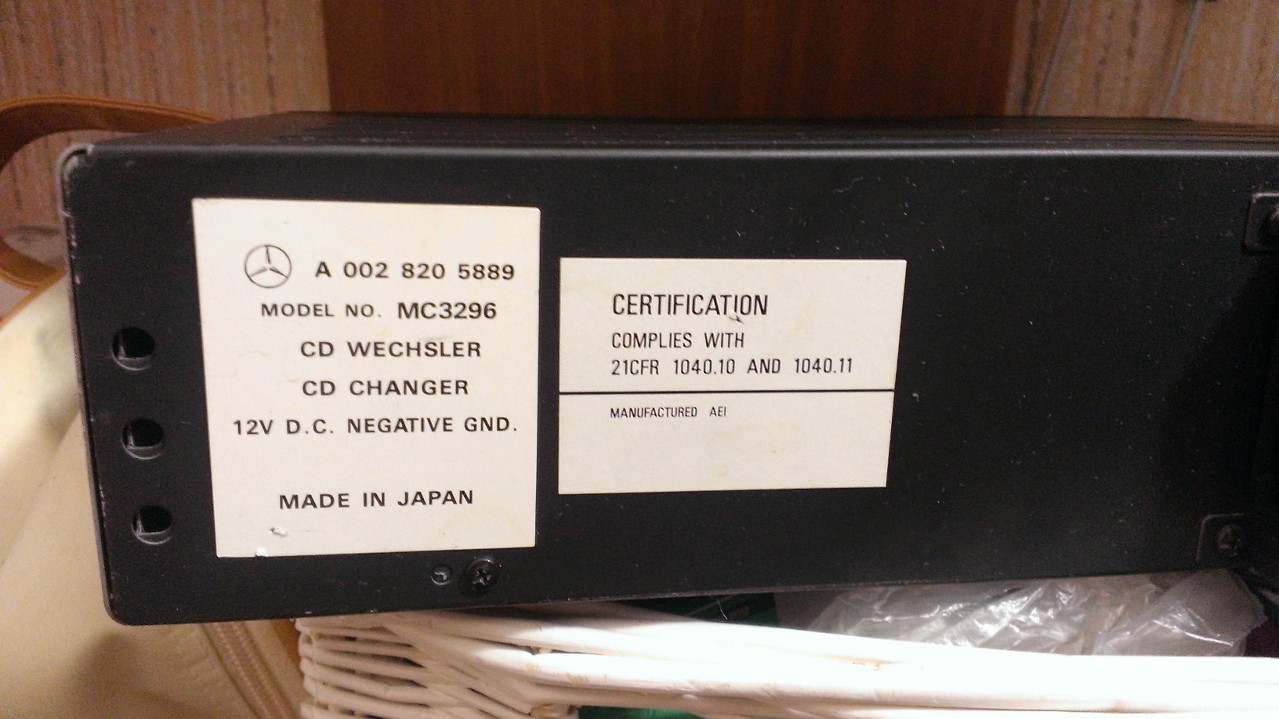 A 002 820 5889
MODEL NO. MC3296
CD WECHSLER
CD CHANGER
12V D.C. NEGATIVE GND.
MADE IN JAPAN
CERTIFICATION
COMPLIES WITH
21CFR 1040.10 AND 1040.11
MANUFACTURED AEI